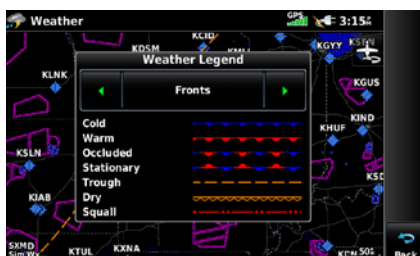 Weather
GPS
3:15
KCID
KDSM
KGYY
Weather Legend
KLNK
Fronts
KGUS
Cold
KIND
Warm
KHUF
Occluded
KSLN
Stationary
Trough
KIAB
Dry
Squall
SXMD
KTUL
KXNA
Back